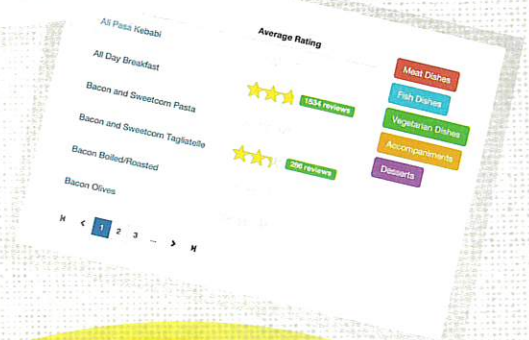 Ali Pasa Kebabi
All Day Breakfast
Bacon and Sweetcorn Pasta
Bacon and Sweetcorn Tagliatelle
Bacon Boiled/Roasted
Bacon Olives
1 2 3 ...
Average Rating
1534 reviews
286 reviews
Meat Dishes
Fish Dishes
Vegetarian Dishes
Accompaniments
Desserts